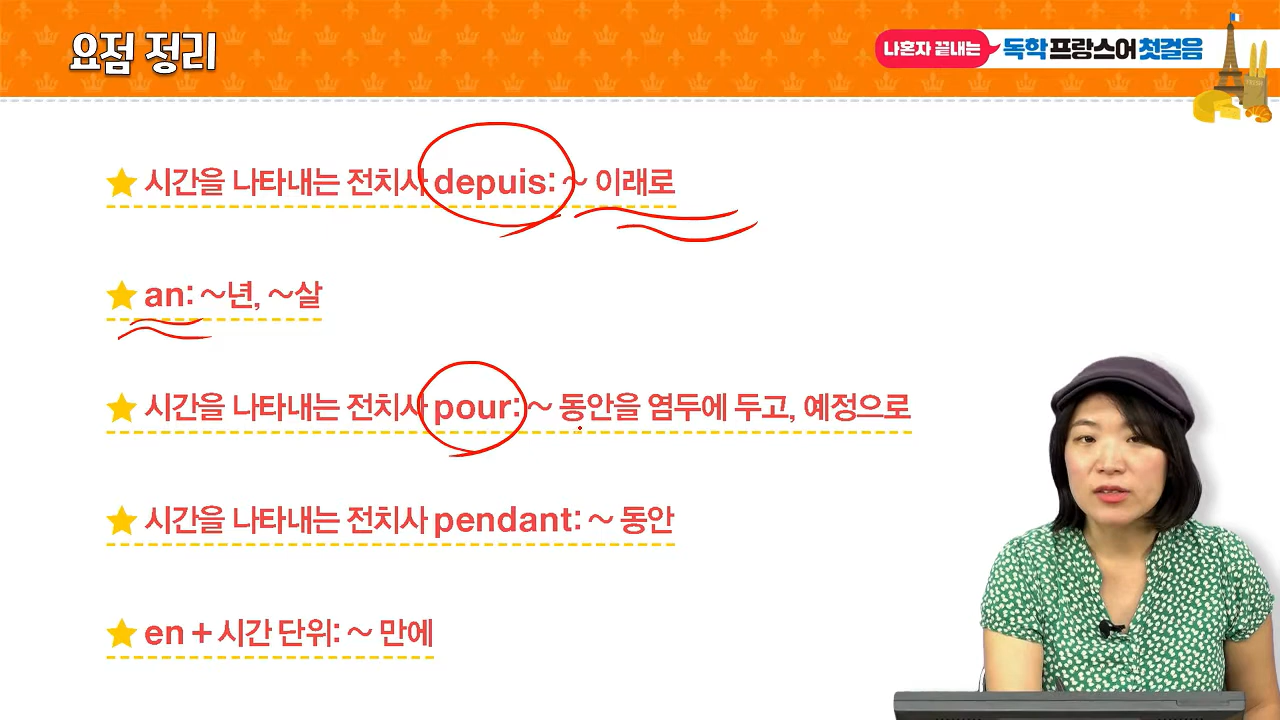 요점 정리
나혼자 끝내는 독학 프랑스어 첫걸음
시간을 나타내는 전치사 depuis: ~ 이래로
an: ~년, ~살
시간을 나타내는 전치사 pour: ~ 동안을 염두에 두고, 예정으로
시간을 나타내는 전치사 pendant: ~ 동안
en + 시간 단위: ~ 만에